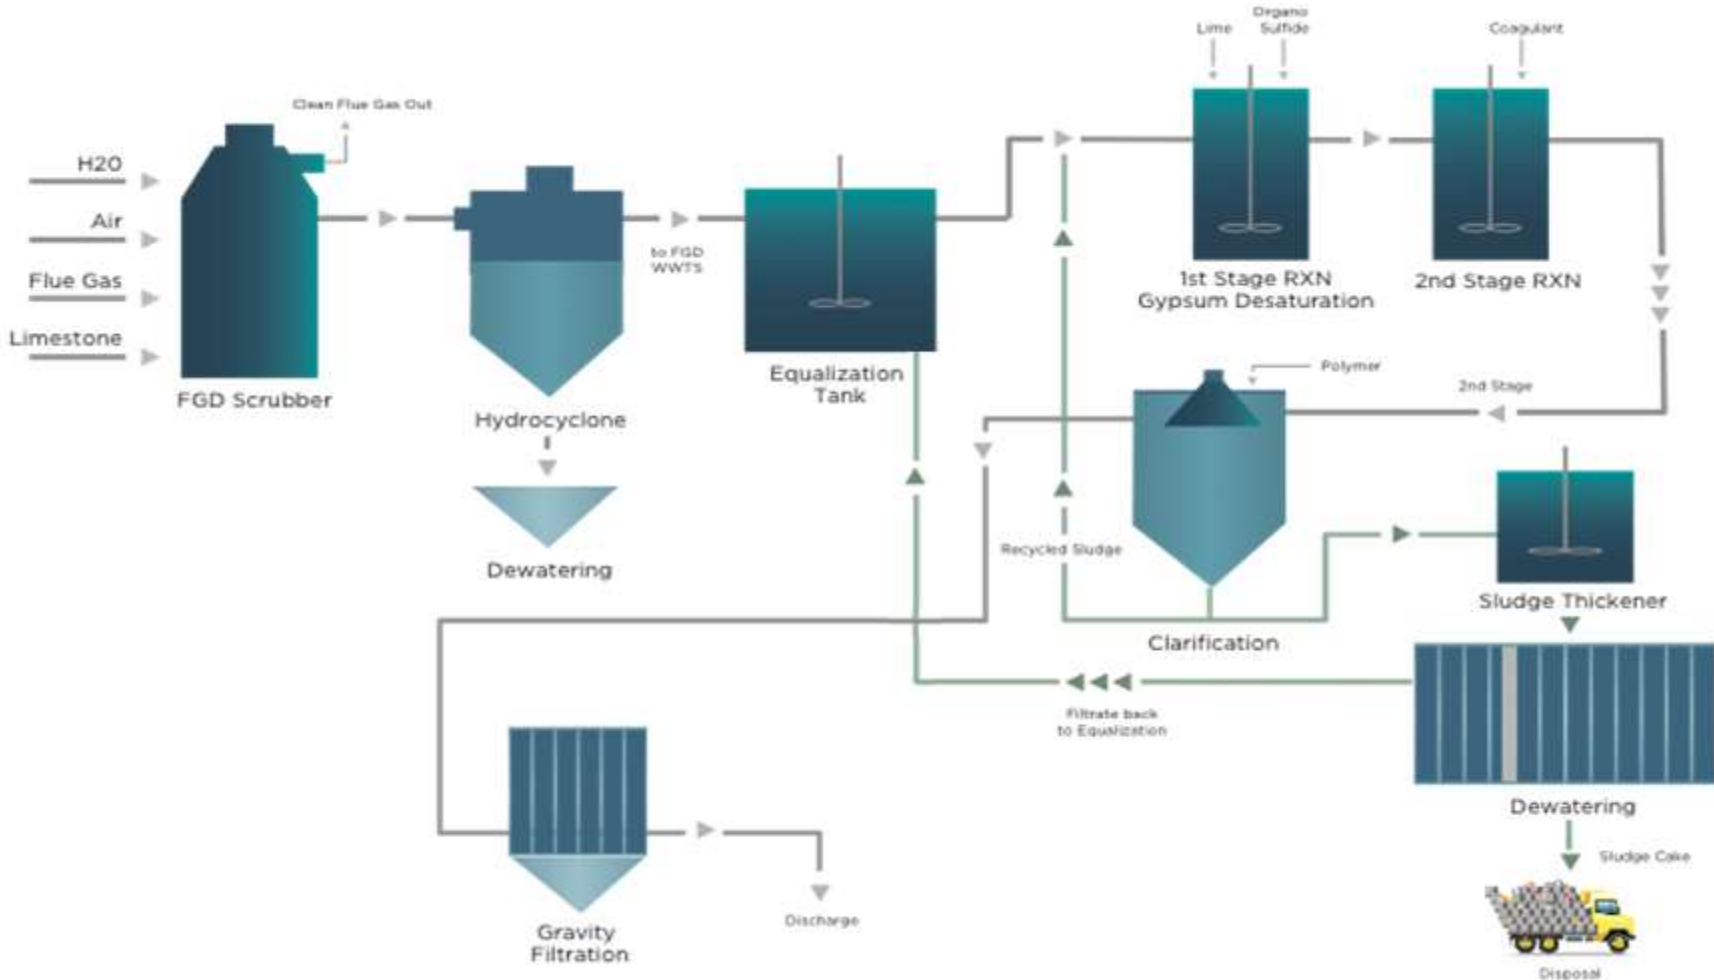 Organo
Sulfide
Lime
Coagulant
Clean Flue Gas Out
H20
Air
Flue Gas
Limestone
FGD Scrubber
to FGD
WWTS
Hydrocyclone
Dewatering
Equalization
Tank
1st Stage RXN
Gypsum Desaturation
2nd Stage RXN
Polymer
2nd Stage
Recycled Sludge
Clarification
Sludge Thickener
Filtrate back
to Equalization
Dewatering
Sludge Cake
Disposal
Gravity
Filtration
Discharge